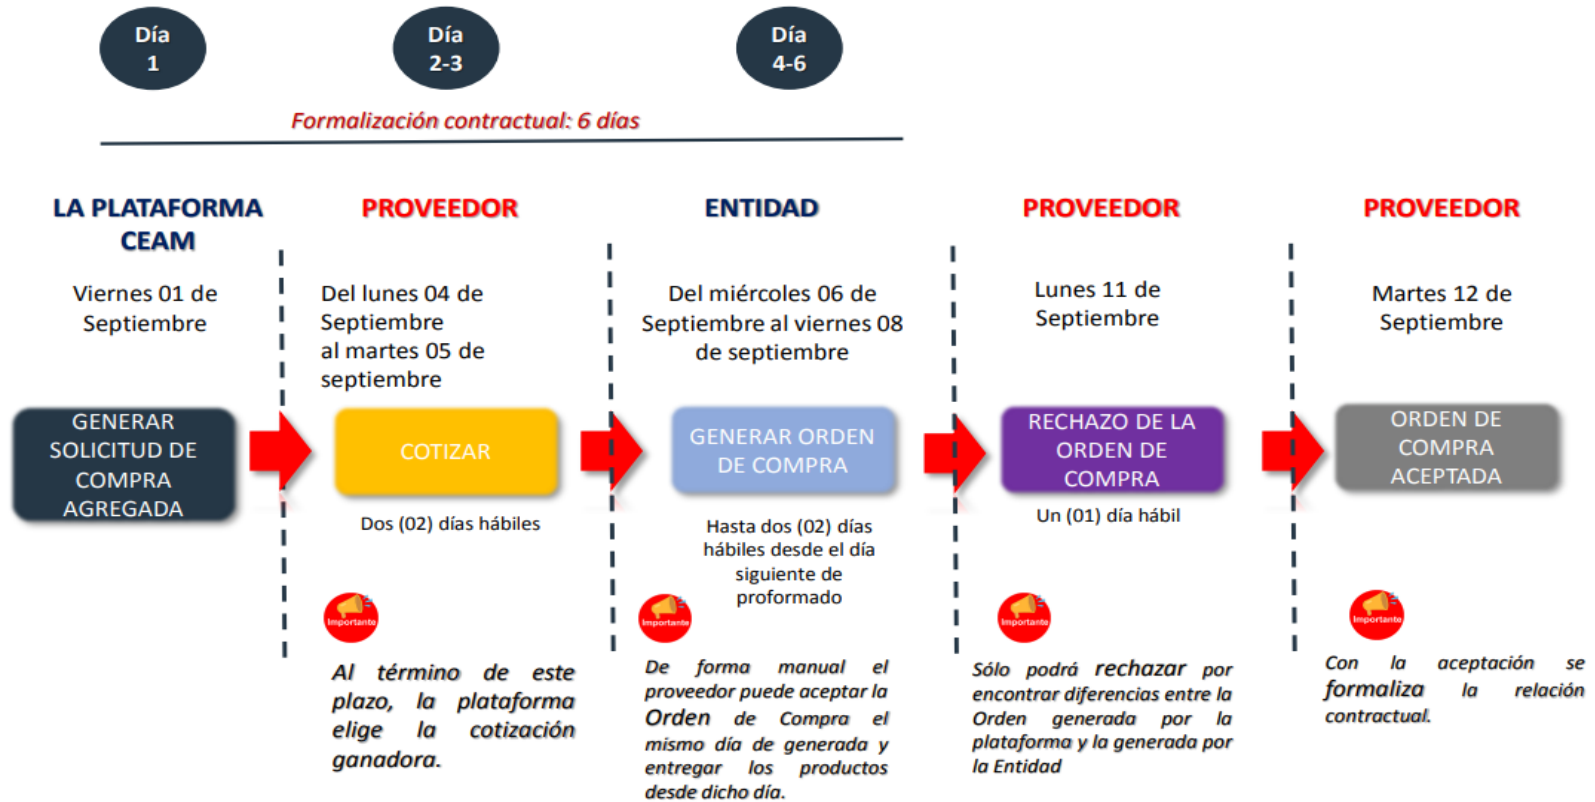 Día
1
Día
2-3
Día
4-6
Formalización contractual: 6 días
LA PLATAFORMA
CEAM
Viernes 01 de
Septiembre
GENERAR
SOLICITUD DE
COMPRA
AGREGADA
PROVEEDOR
Del lunes 04 de
Septiembre
al martes 05 de
septiembre
COTIZAR
Dos (02) días hábiles
Importante
Al término de este
plazo, la plataforma
elige la cotización
ganadora.
ENTIDAD
Del miércoles 06 de
Septiembre al viernes 08
de septiembre
GENERAR ORDEN
DE COMPRA
Hasta dos (02) días
hábiles desde el día
siguiente de
proformado
Importante
De forma manual el
proveedor puede aceptar la
Orden de Compra el
mismo día de generada y
entregar los productos
desde dicho día.
PROVEEDOR
Lunes 11 de
Septiembre
RECHAZO DE LA
ORDEN DE
COMPRA
Un (01) día hábil
Importante
Sólo podrá rechazar por
encontrar diferencias entre la
Orden generada por la
plataforma y la generada por
la Entidad
PROVEEDOR
Martes 12 de
Septiembre
ORDEN DE
COMPRA
ACEPTADA
Importante
Con la aceptación se
formaliza la relación
contractual.